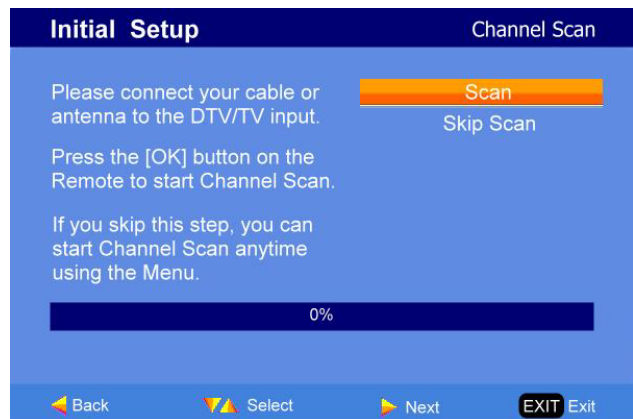 Initial Setup
Channel Scan
Please connect your cable or
antenna to the DTV/TV input.
Press the [OK] button on the
Remote to start Channel Scan.
If you skip this step, you can
start Channel Scan anytime
using the Menu.
Scan
Skip Scan
0%
Back
Select
Next
EXIT Exit